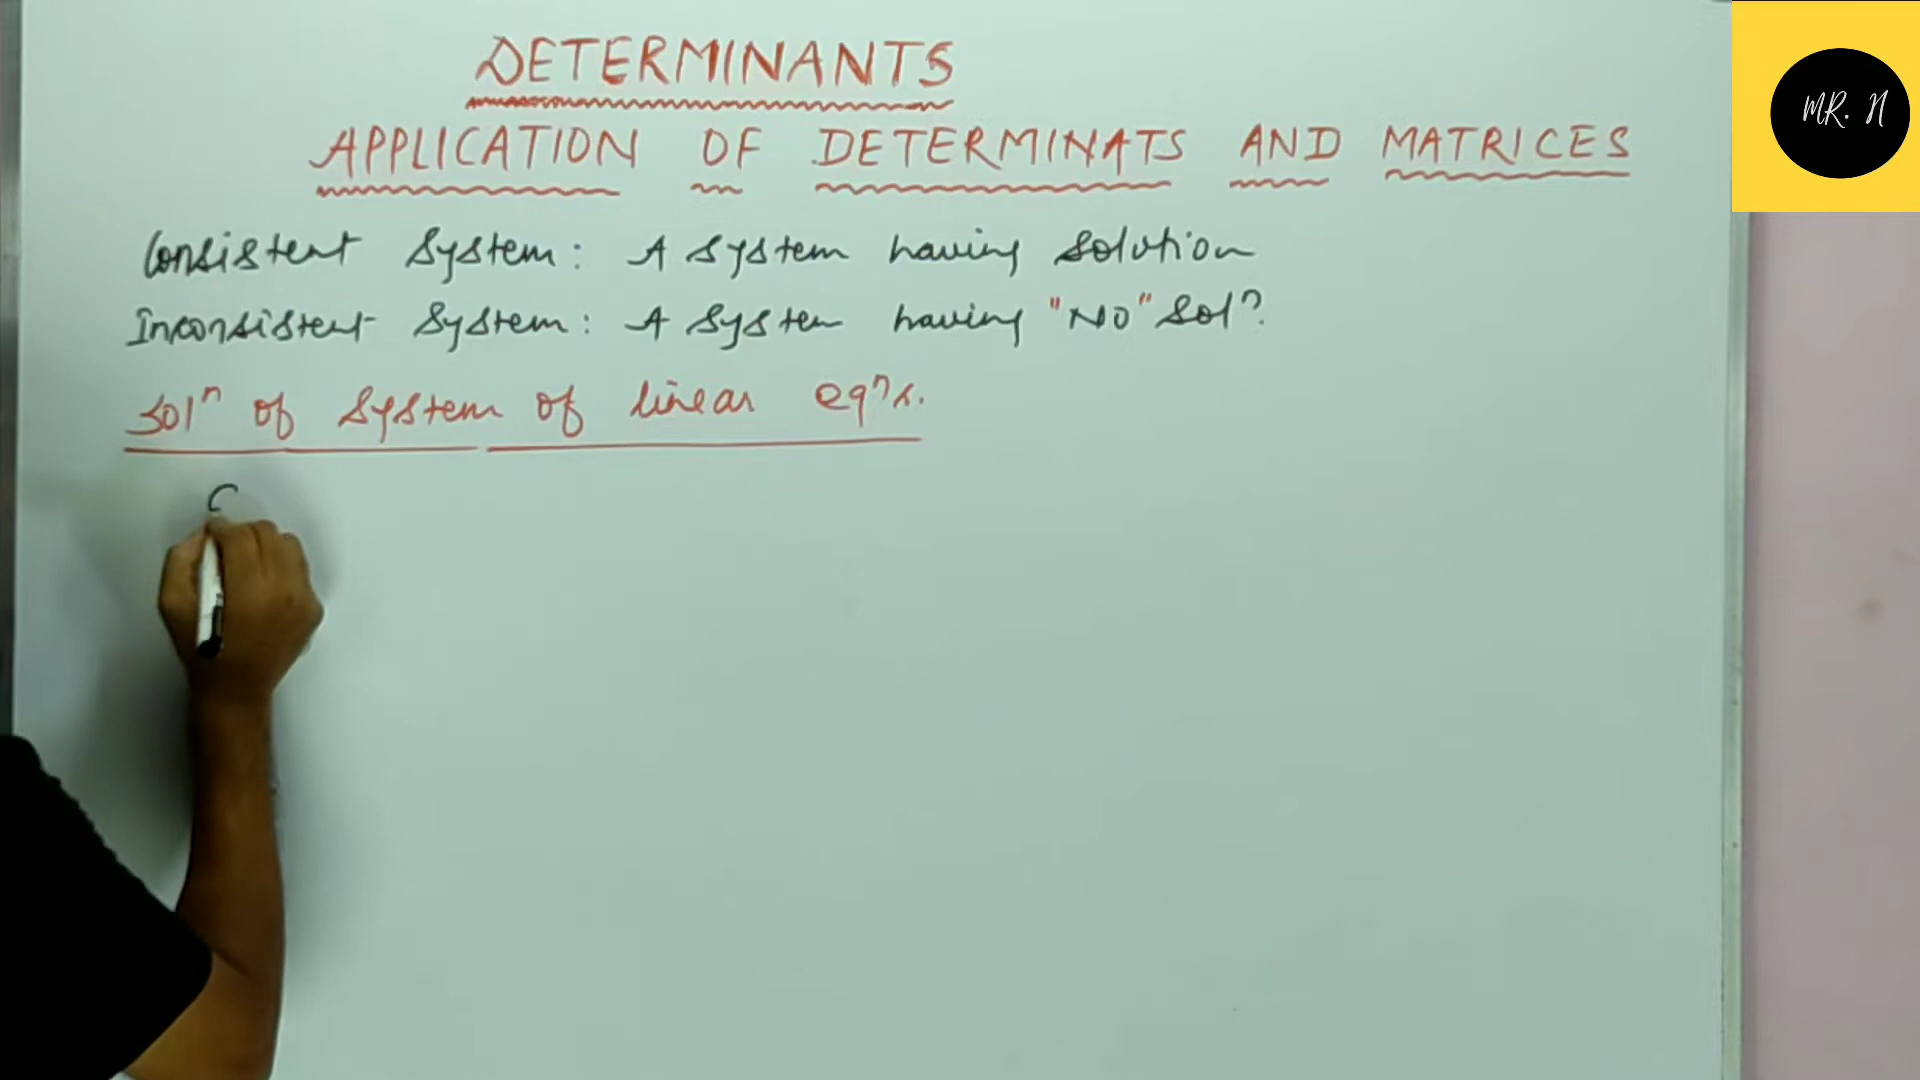 DETERMINANTS
APPLICATION OF DETERMINATS AND MATRICES
Consistent System: A System having Solution
Inconsistent System: A System having "NO" Solⁿ.
Solⁿ of System of linear eqⁿs.
C
MR. N